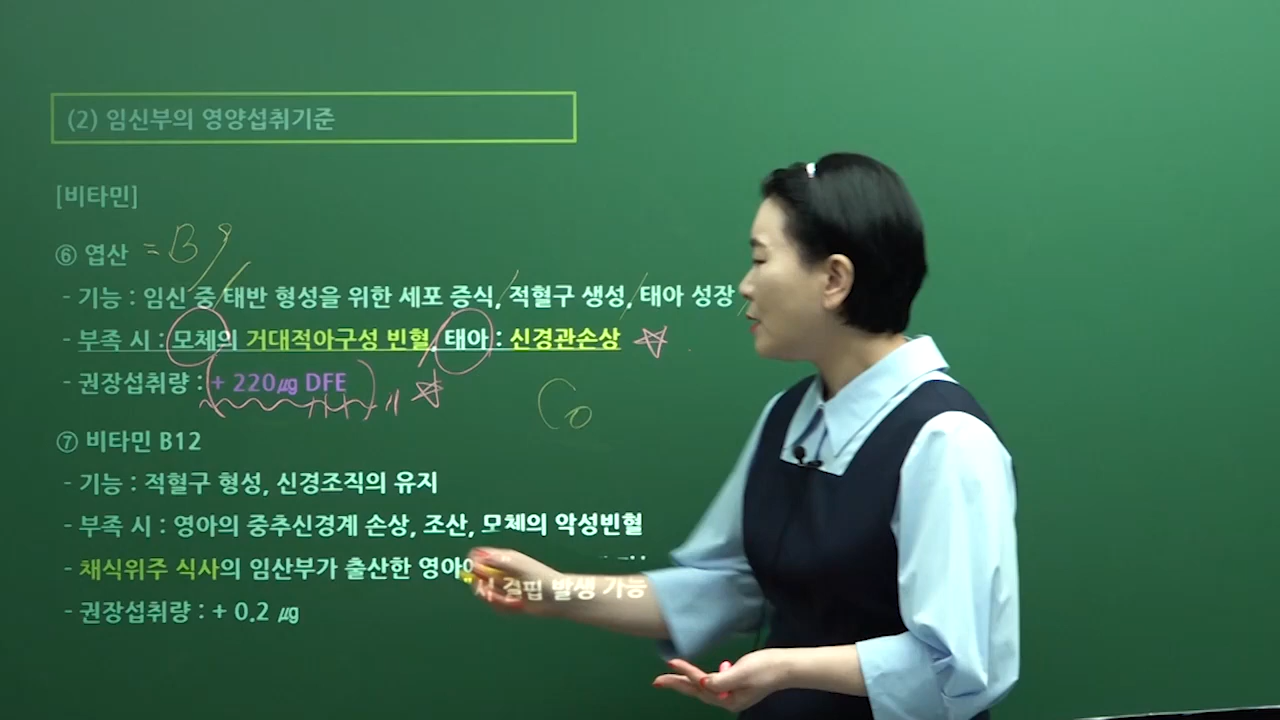 (2) 임신부의 영양섭취기준
[비타민]
⑥ 엽산 = B9
- 기능 : 임신 중 태반 형성을 위한 세포 증식, 적혈구 생성, 태아 성장
- 부족 시 : 모체의 거대적아구성 빈혈, 태아 : 신경관손상
- 권장섭취량 : + 220㎍ DFE
Co
⑦ 비타민 B12
- 기능 : 적혈구 형성, 신경조직의 유지
- 부족 시 : 영아의 중추신경계 손상, 조산, 모체의 악성빈혈
- 채식위주 식사의 임산부가 출산한 영아에서 결핍 발생 가능
- 권장섭취량 : + 0.2 ㎍